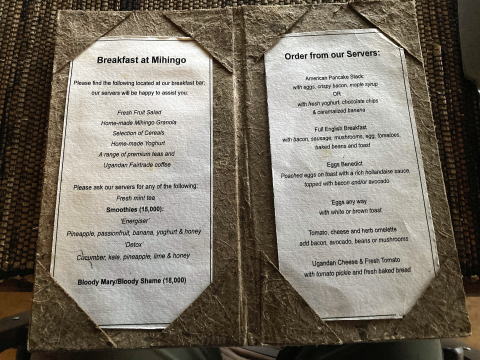 Breakfast at Mihingo
Please find the following located at our breakfast bar;
our servers will be happy to assist you:
Fresh Fruit Salad
Home-made Mihingo Granola
Selection of Cereals
Home-made Yoghurt
A range of premium teas and
Ugandan Fairtrade coffee
Please ask our servers for any of the following:
Fresh mint tea
Smoothies (15,000):
'Energiser'
Pineapple, passionfruit, banana, yoghurt & honey
'Detox'
Cucumber, kale, pineapple, lime & honey
Bloody Mary/Bloody Shame (18,000)
Order from our Servers:
American Pancake Stack:
with eggs, crispy bacon, maple syrup
OR
with fresh yoghurt, chocolate chips
& caramalized banana
Full English Breakfast
with bacon, sausage, mushrooms, egg, tomatoes,
baked beans and toast
Eggs Benedict
Poached eggs on toast with a rich hollandaise sauce,
topped with bacon and/or avocado
Eggs any way
with white or brown toast
Tomato, cheese and herb omelette
add bacon, avocado, beans or mushrooms
Ugandan Cheese & Fresh Tomato
with tomato pickle and fresh baked bread